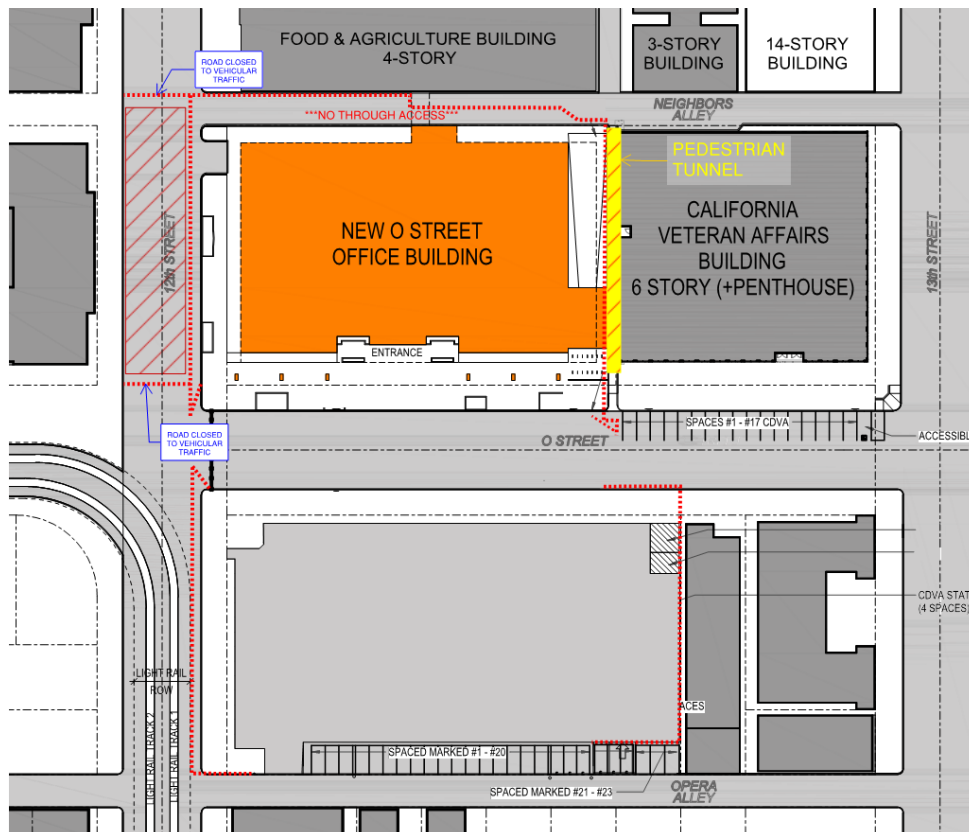 FOOD & AGRICULTURE BUILDING
4-STORY
3-STORY
BUILDING
14-STORY
BUILDING
ROAD CLOSED
TO VEHICULAR
TRAFFIC
***NO THROUGH ACCESS***
NEIGHBORS
ALLEY
PEDESTRIAN
TUNNEL
12th STREET
NEW O STREET
OFFICE BUILDING
CALIFORNIA
VETERAN AFFAIRS
BUILDING
6 STORY (+PENTHOUSE)
13th STREET
ENTRANCE
ROAD CLOSED
TO VEHICULAR
TRAFFIC
O STREET
SPACES #1 - #17 CDVA
ACCESSIBL
CDVA STAT
(4 SPACES)
LIGHT RAIL
ROW
LIGHT RAIL TRACK 2
LIGHT RAIL TRACK 1
ACES
SPACED MARKED #1 - #20
SPACED MARKED #21 - #23
OPERA
ALLEY